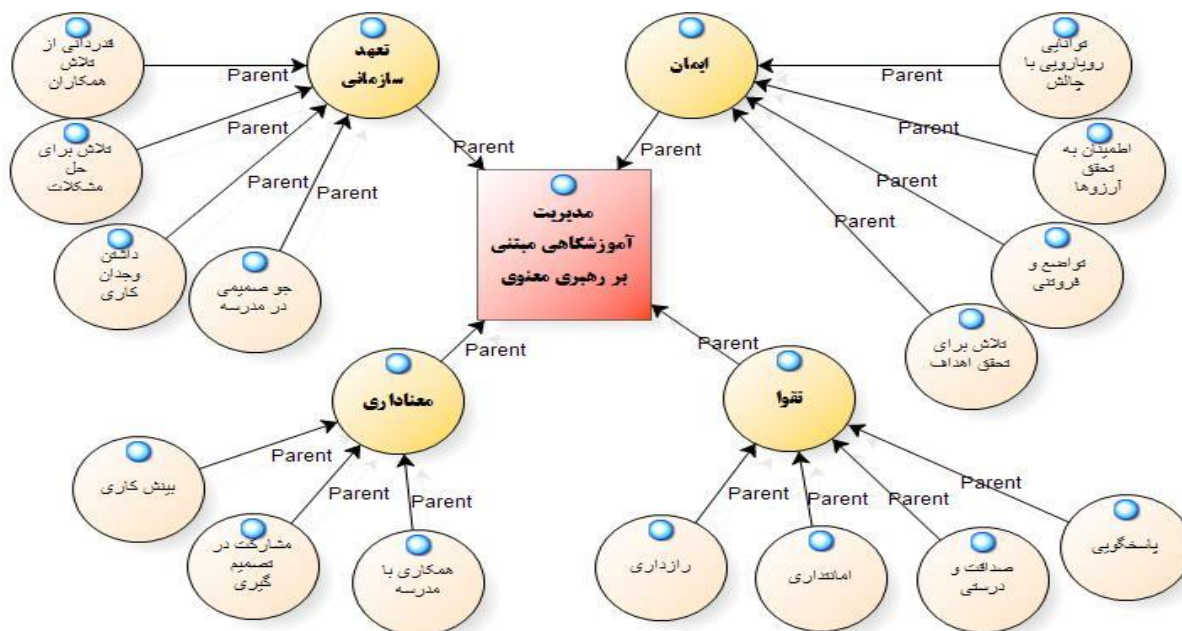 قدردانی از
تلاش
همکاران
Parent
تعهد
سازمانی
ایمان
Parent
توانایی
رویارویی با
چالش
تلاش برای
حل
مشکلات
Parent
Parent
Parent
Parent
اطمینان به
تحقق
آرزوها
داشتن
وجدان
کاری
Parent
Parent
جو صمیمی
در مدرسه
مدیریت
آموزشگاهی مبتنی
بر رهبری معنوی
Parent
Parent
تواضع و
فروتنی
تلاش برای
تحقق اهداف
Parent
Parent
معناداری
تقوا
بینش کاری
Parent
Parent
Parent
مشارکت در
تصمیم
گیری
همکاری با
مدرسه
Parent
Parent
Parent
Parent
رازداری
امانتداری
صداقت و
درستی
پاسخگویی